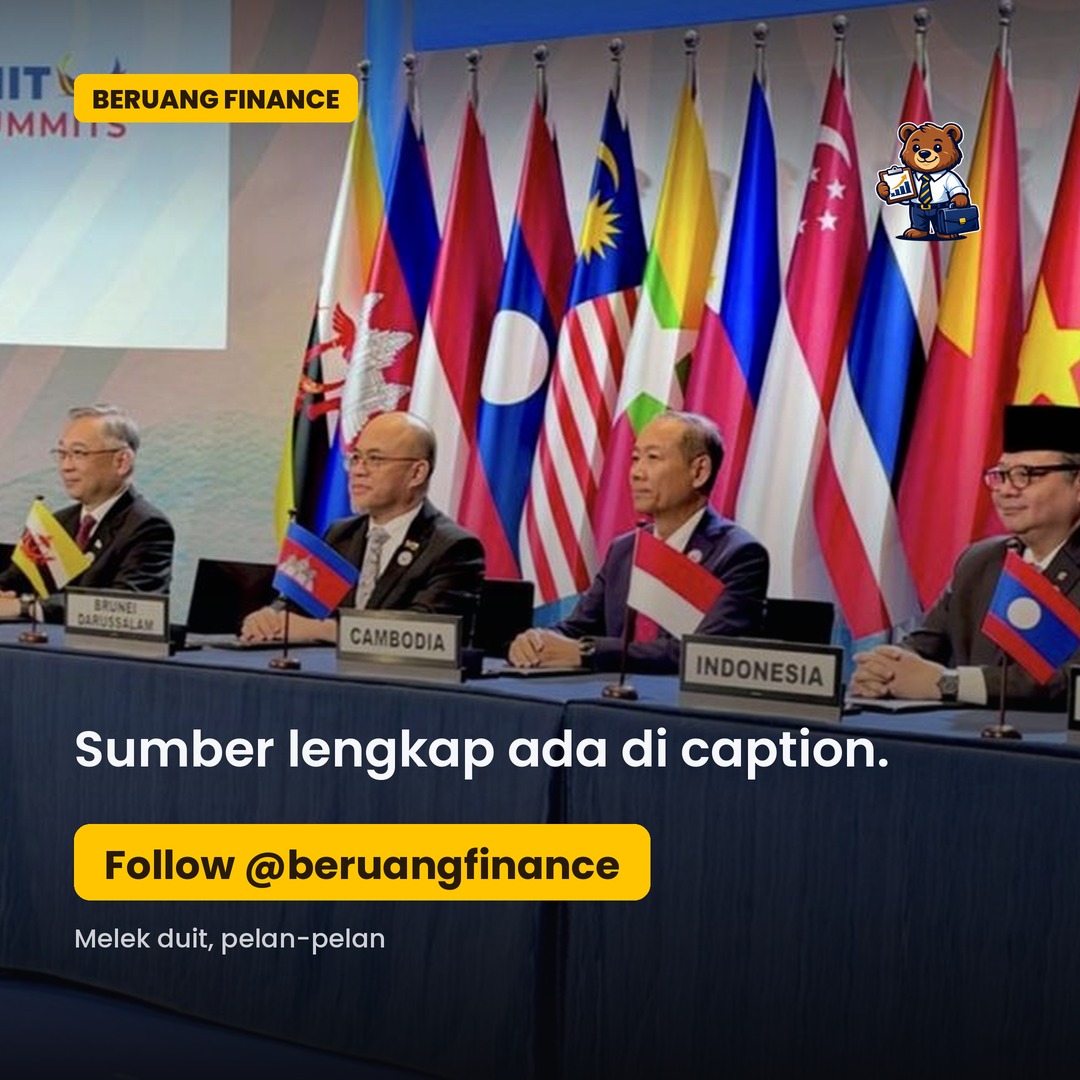 BERUANG FINANCE
BRUNEI
DARUSSALAM
CAMBODIA
INDONESIA
Sumber lengkap ada di caption.
Follow @beruangfinance
Melek duit, pelan-pelan